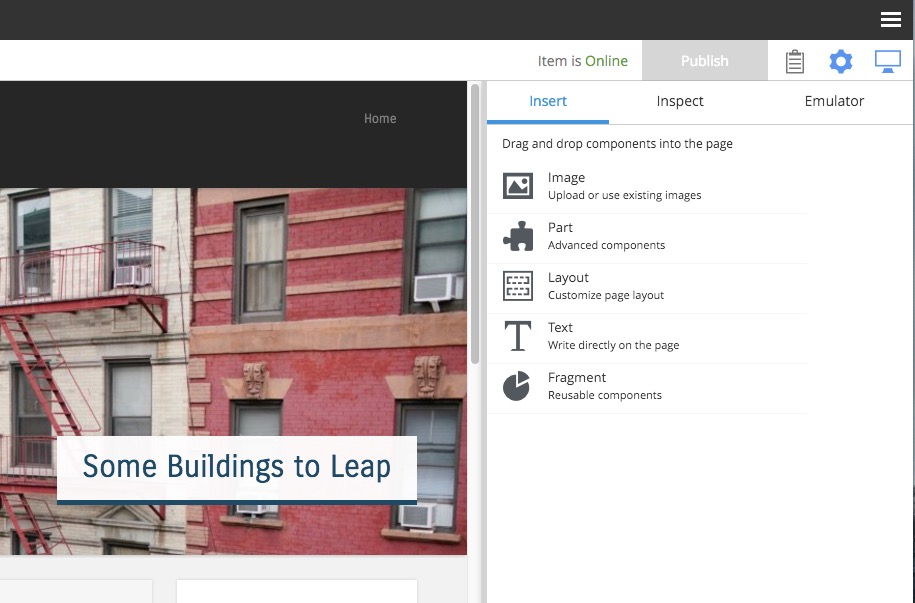 Item is Online
Publish
Home
Some Buildings to Leap
Insert
Inspect
Emulator
Drag and drop components into the page
Image
Upload or use existing images
Part
Advanced components
Layout
Customize page layout
Text
Write directly on the page
Fragment
Reusable components